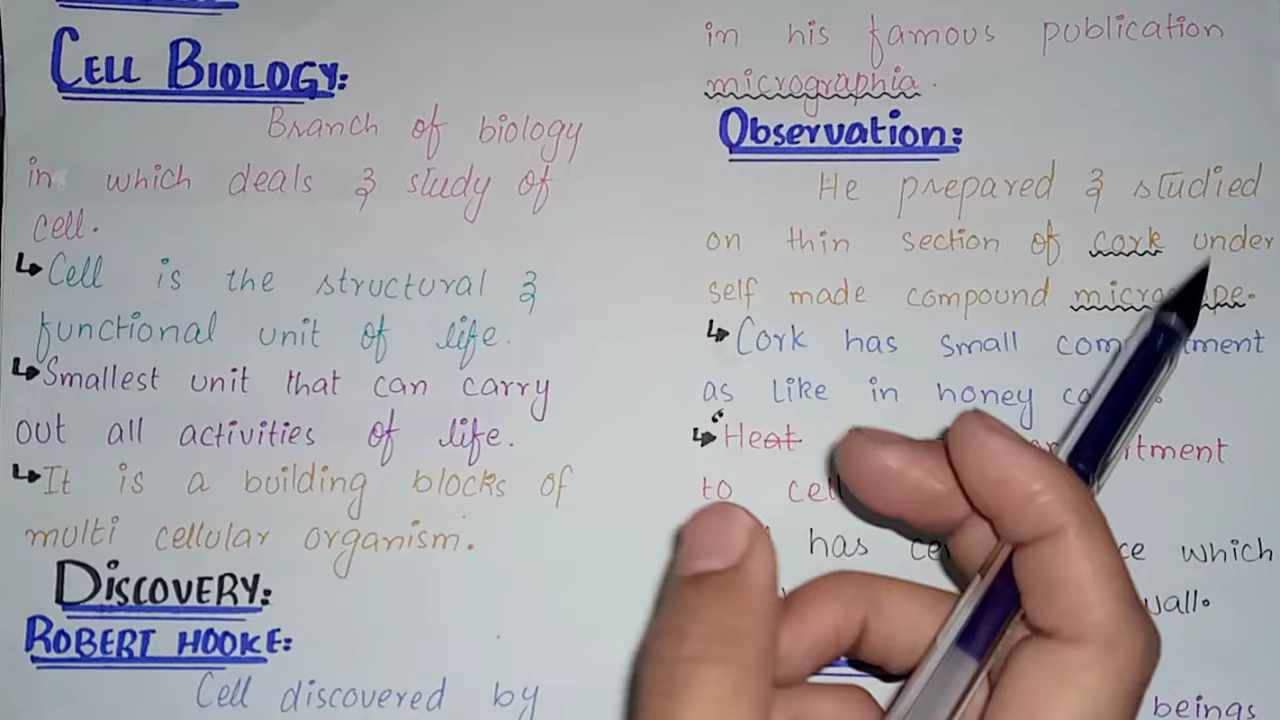 CELL BIOLOGY:
Branch of biology
in which deals & study of
cell.
↳Cell is the structural &
functional unit of life.
↳Smallest unit that can carry
out all activities of life.
↳It is a building blocks of
multi cellular organism.
DISCOVERY:
ROBERT HOOKE:
Cell discovered by
in his famous publication
micrographia.
Observation:
He prepared & studied
on thin section of cork under
self made compound
↳Cork has small
as like in honey
↳Heat
to
has which
beings